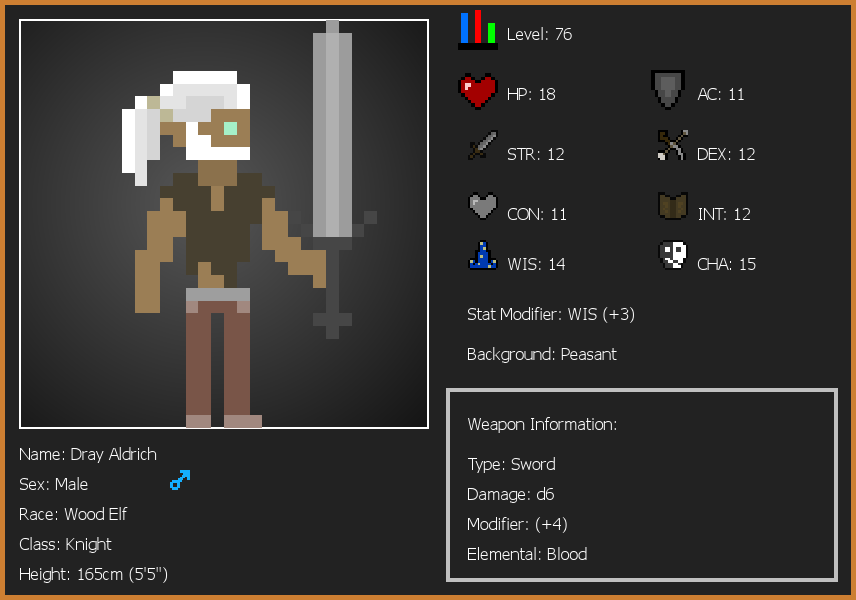 Level: 76
HP: 18
AC: 11
STR: 12
DEX: 12
CON: 11
INT: 12
WIS: 14
CHA: 15
Stat Modifier: WIS (+3)
Background: Peasant
Weapon Information:
Type: Sword
Damage: d6
Modifier: (+4)
Elemental: Blood
Name: Dray Aldrich
Sex: Male
Race: Wood Elf
Class: Knight
Height: 165cm (5'5")